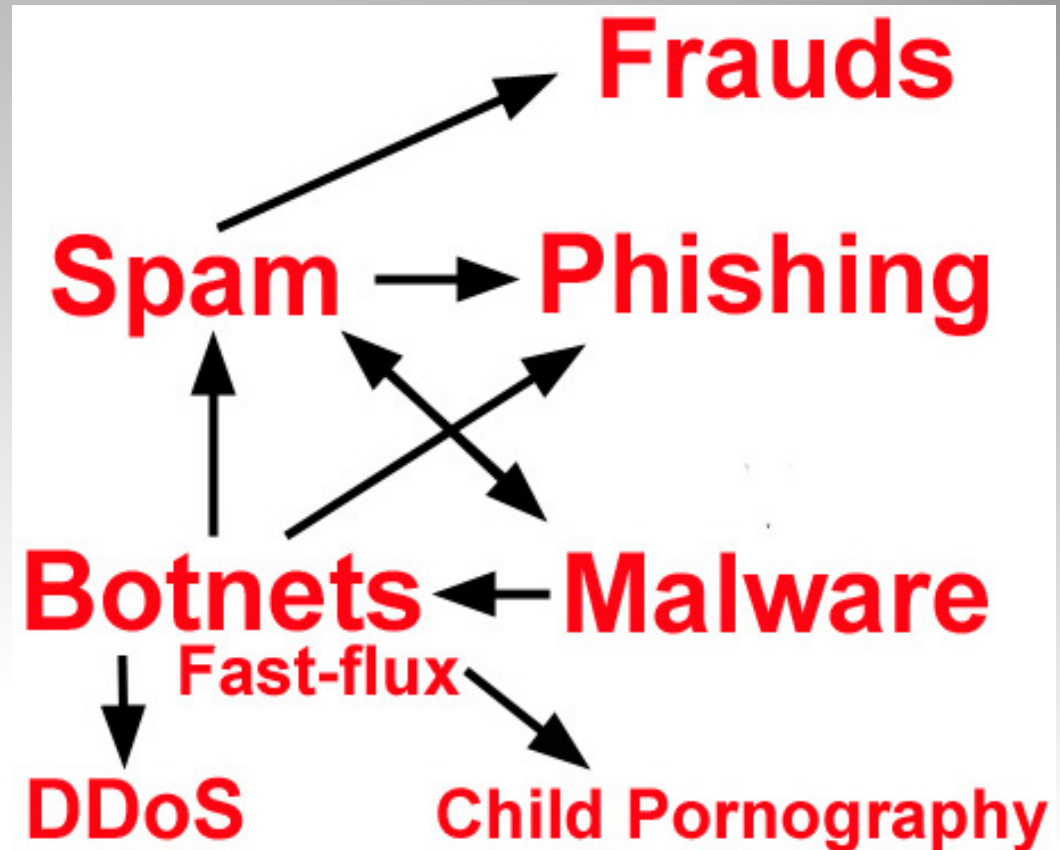 Frauds
Spam Phishing
Botnets Malware
Fast-flux
DDoS Child Pornography